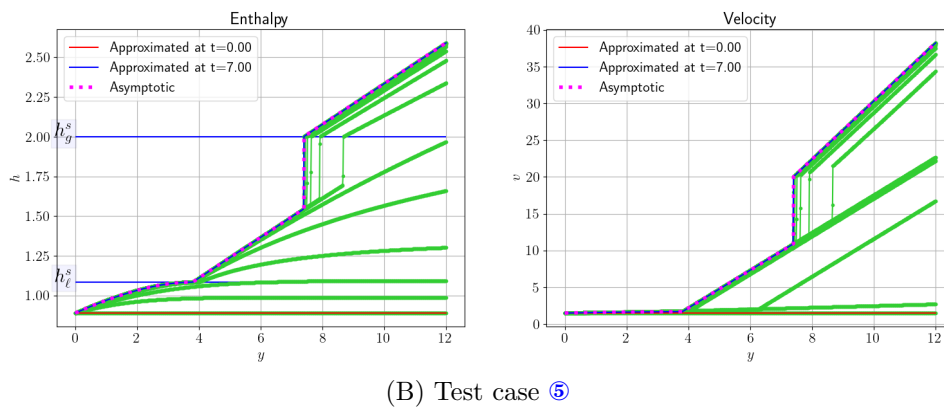 Enthalpy
Approximated at t=0.00
Approximated at t=7.00
Asymptotic
2.50
2.25
2.00
1.75
1.50
1.25
1.00
h_g^s
h_ℓ^s
h
0 2 4 6 8 10 12
y
Velocity
Approximated at t=0.00
Approximated at t=7.00
Asymptotic
40
35
30
25
20
15
10
5
0
v
0 2 4 6 8 10 12
y
(B) Test case ⑤